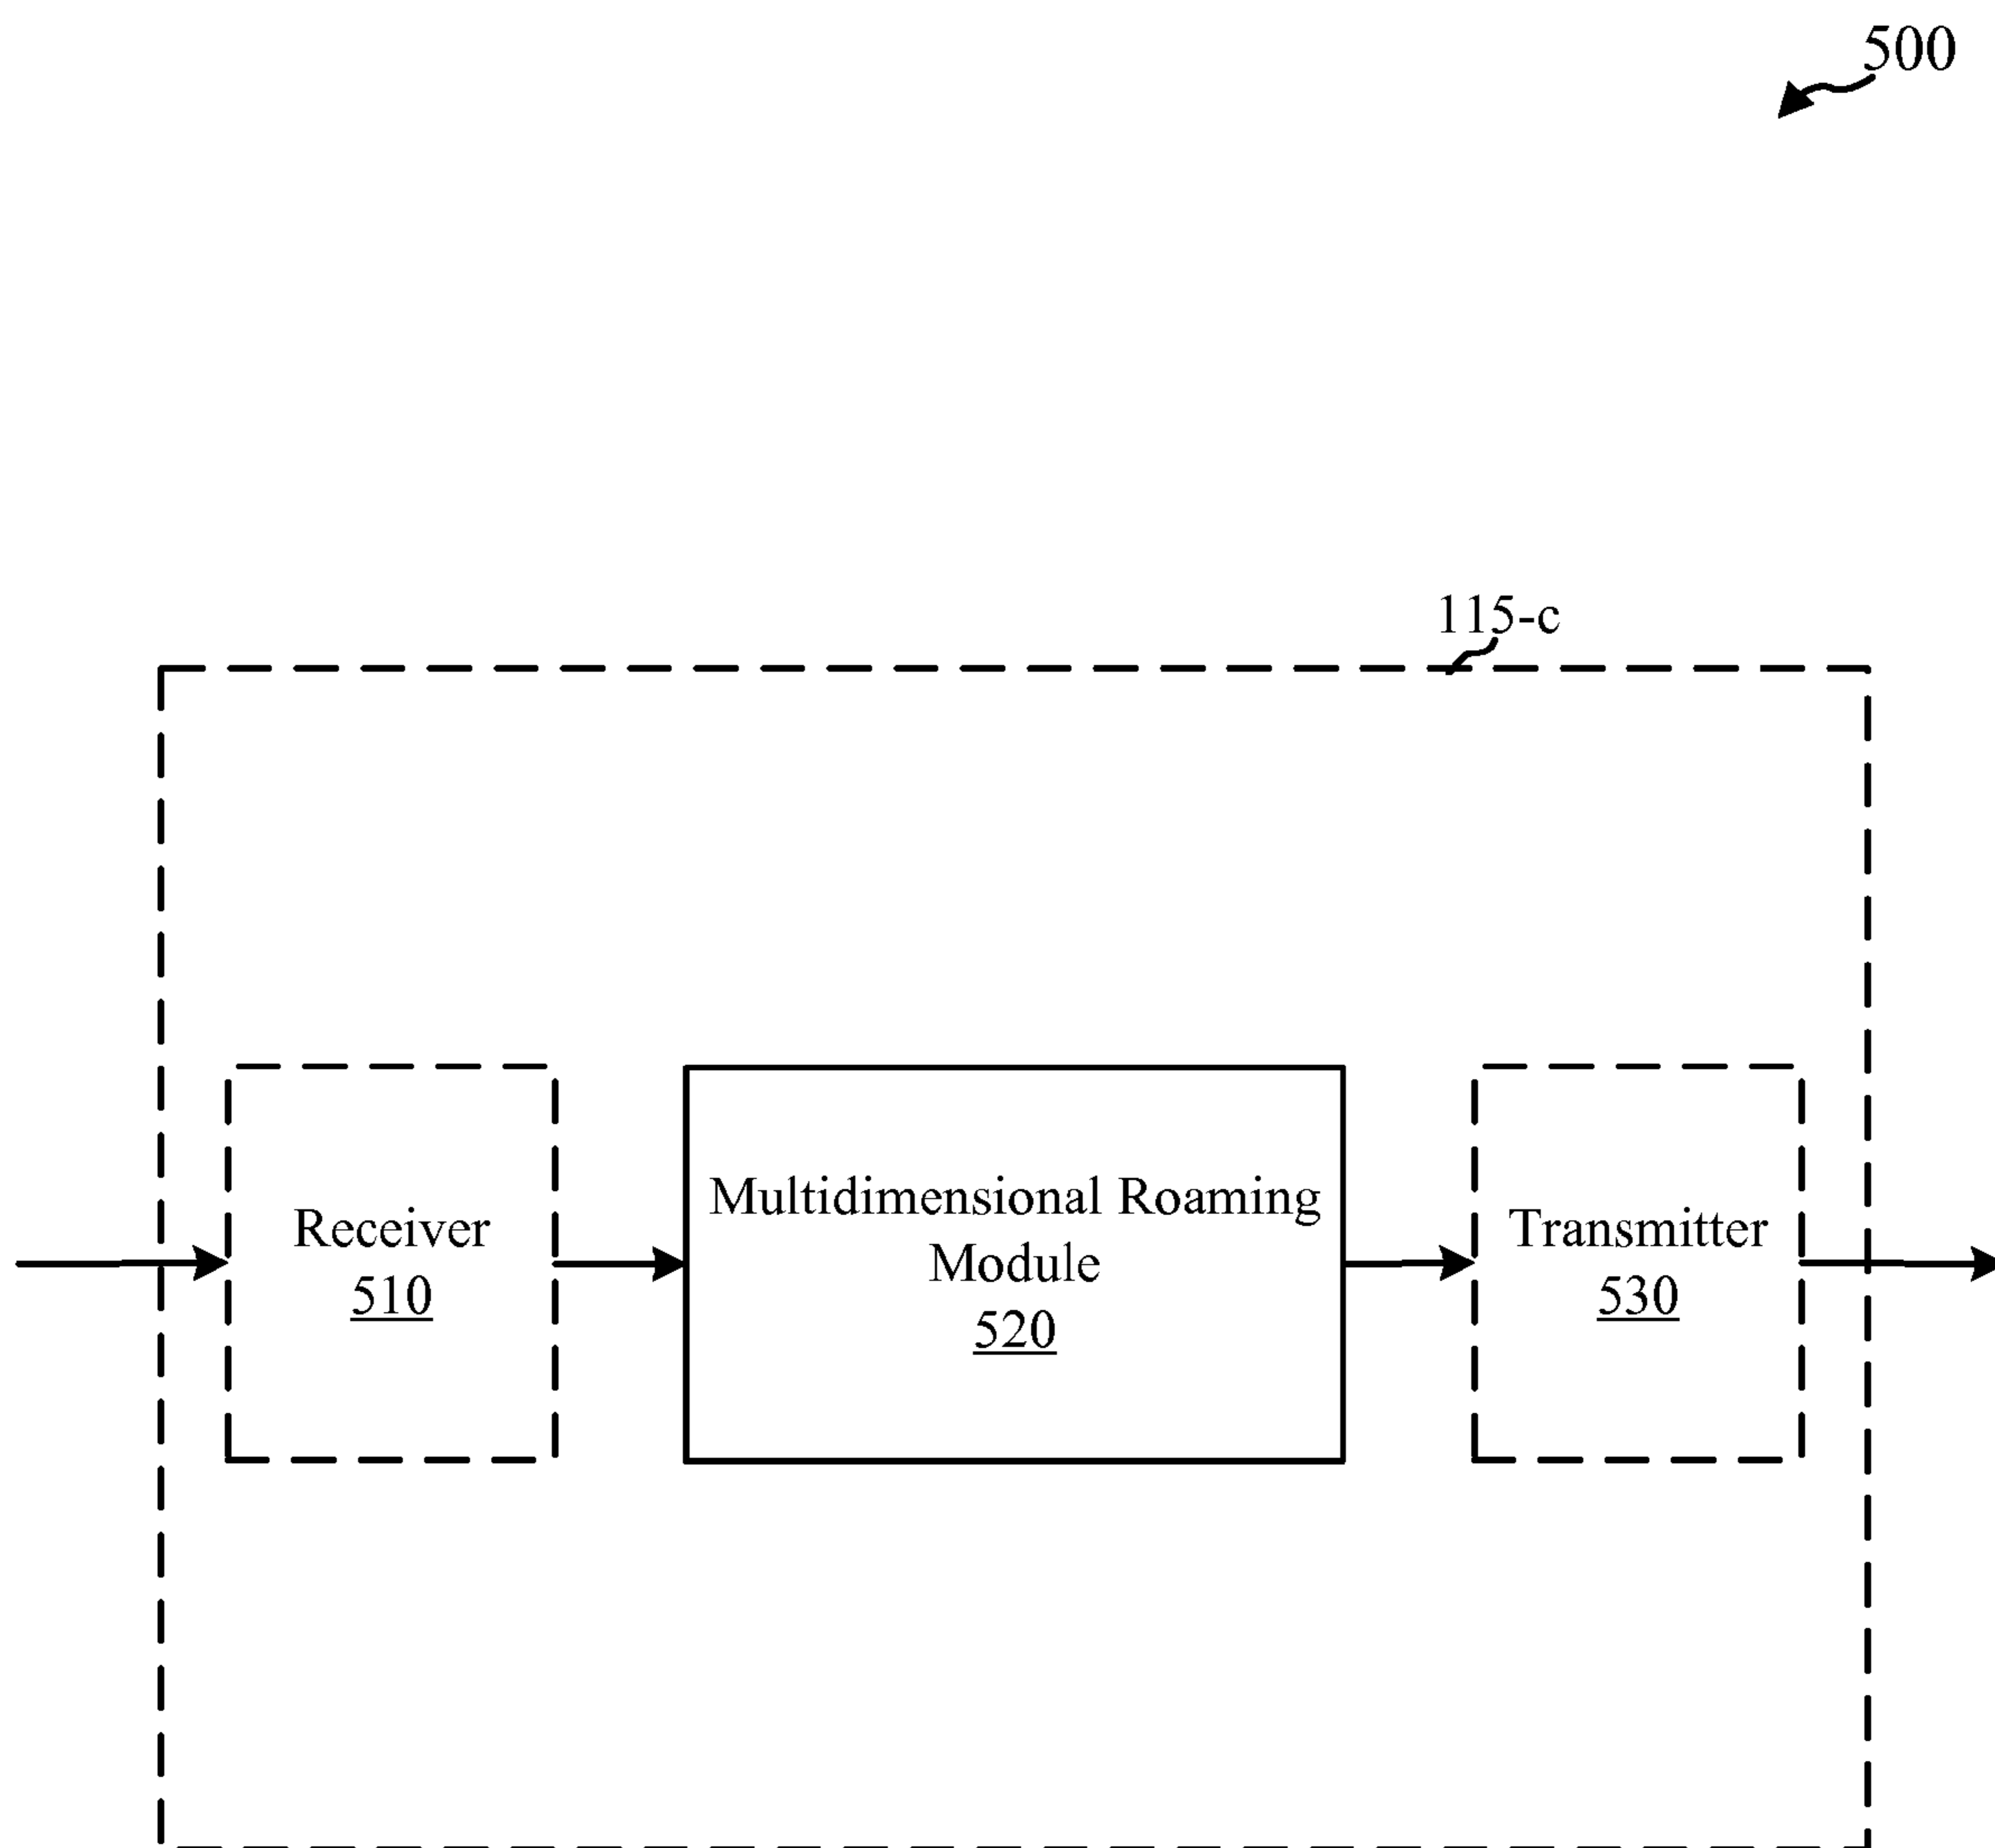 500
115-c
Receiver
510
Multidimensional Roaming
Module
520
Transmitter
530